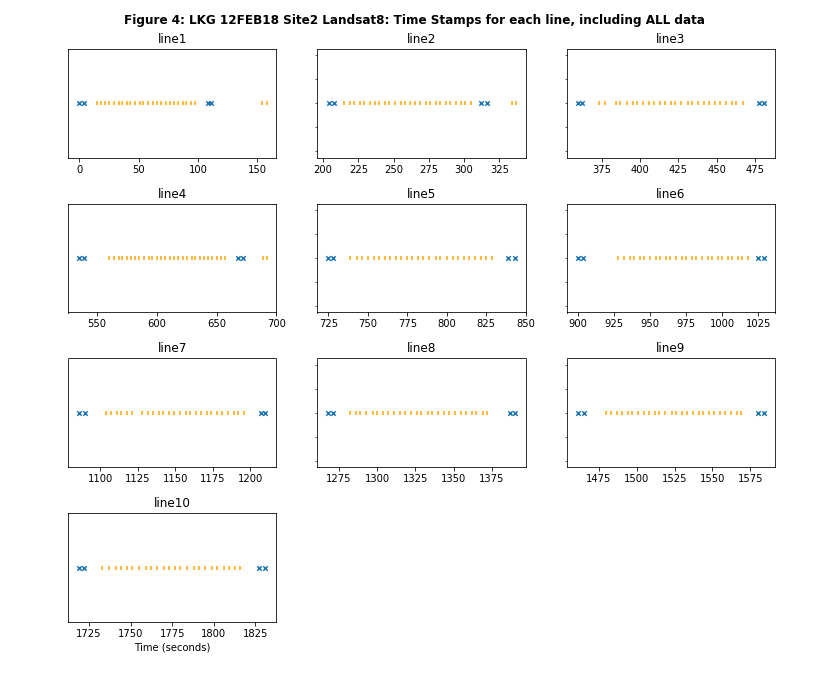 Figure 4: LKG 12FEB18 Site2 Landsat8: Time Stamps for each line, including ALL data
line1
line2
line3
0 50 100 150
200 225 250 275 300 325
375 400 425 450 475
line4
line5
line6
550 600 650 700
725 750 775 800 825 850
900 925 950 975 1000 1025
line7
line8
line9
1100 1125 1150 1175 1200
1275 1300 1325 1350 1375
1475 1500 1525 1550 1575
line10
1725 1750 1775 1800 1825
Time (seconds)